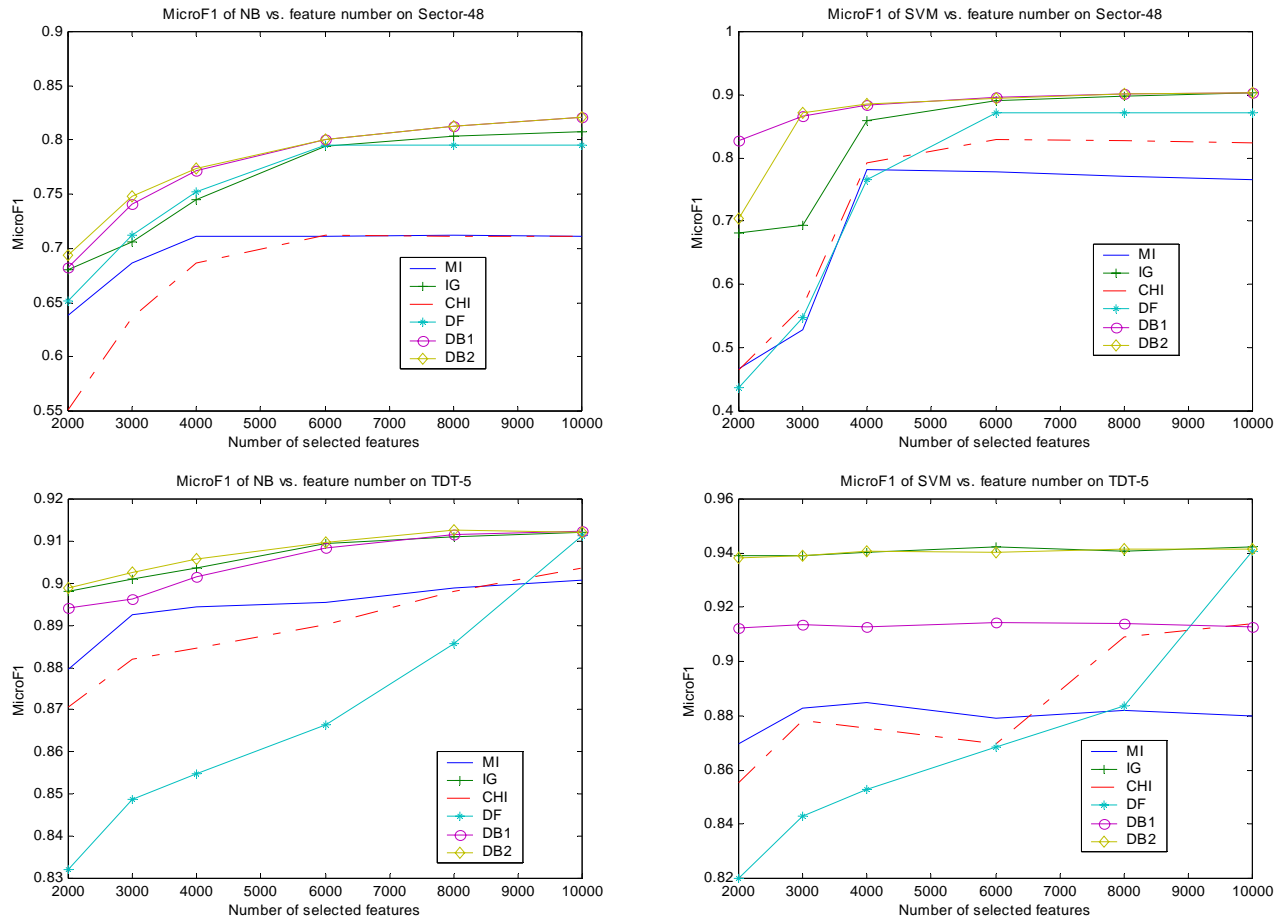 MicroF1 of NB vs. feature number on Sector-48
0.9
0.85
0.8
0.75
0.7
0.65
0.6
0.55
MicroF1
MI
IG
CHI
DF
DB1
DB2
2000 3000 4000 5000 6000 7000 8000 9000 10000
Number of selected features
MicroF1 of SVM vs. feature number on Sector-48
1
0.9
0.8
0.7
0.6
0.5
0.4
MicroF1
MI
IG
CHI
DF
DB1
DB2
2000 3000 4000 5000 6000 7000 8000 9000 10000
Number of selected features
MicroF1 of NB vs. feature number on TDT-5
0.92
0.91
0.9
0.89
0.88
0.87
0.86
0.85
0.84
0.83
MicroF1
MI
IG
CHI
DF
DB1
DB2
2000 3000 4000 5000 6000 7000 8000 9000 10000
Number of selected features
MicroF1 of SVM vs. feature number on TDT-5
0.96
0.94
0.92
0.9
0.88
0.86
0.84
0.82
MicroF1
MI
IG
CHI
DF
DB1
DB2
2000 3000 4000 5000 6000 7000 8000 9000 10000
Number of selected features